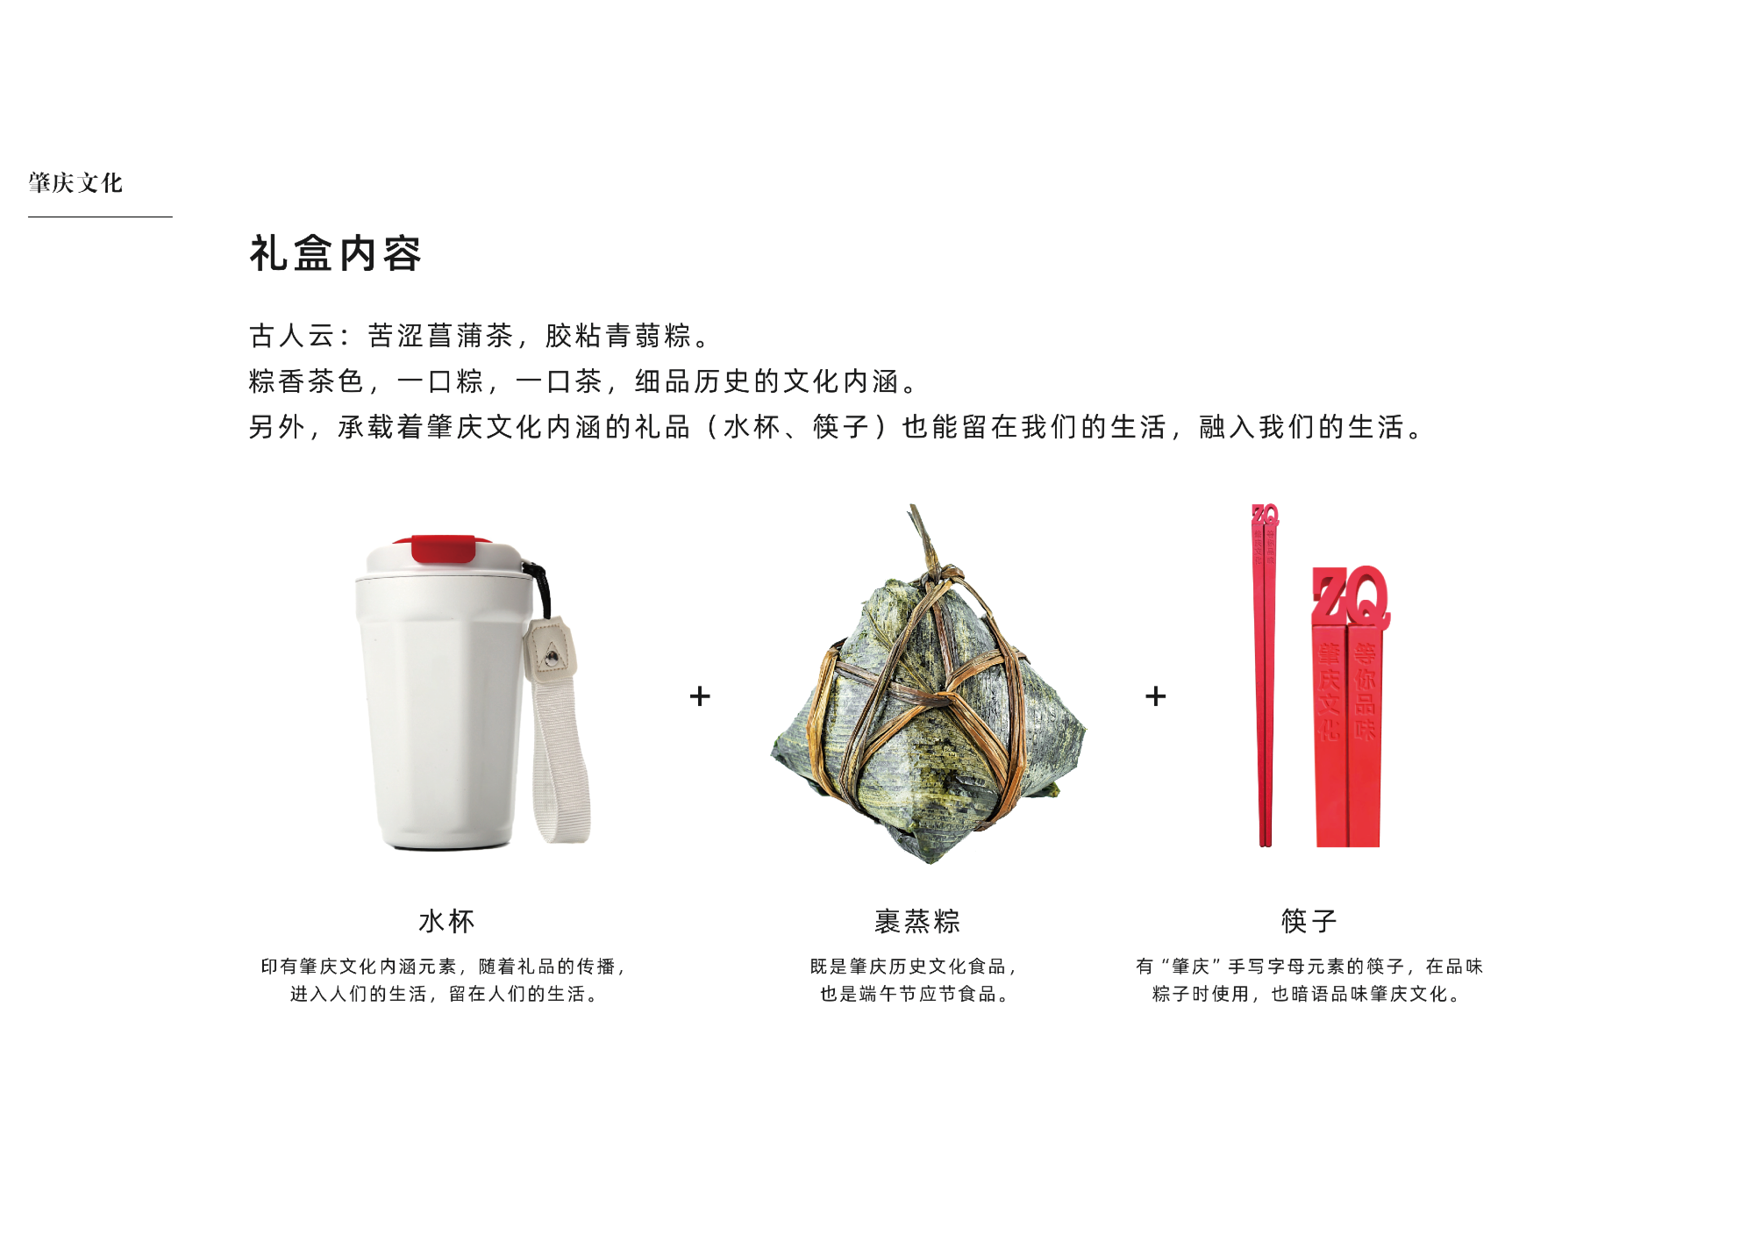 肇庆文化
礼盒内容
古人云：苦涩菖蒲茶，胶粘青蒻粽。
粽香茶色，一口粽，一口茶，细品历史的文化内涵。
另外，承载着肇庆文化内涵的礼品（水杯、筷子）也能留在我们的生活，融入我们的生活。
+
+
ZQ
ZQ
肇庆文化
等你品味
水杯
印有肇庆文化内涵元素，随着礼品的传播，
进入人们的生活，留在人们的生活。
裹蒸粽
既是肇庆历史文化食品，
也是端午节应节食品。
筷子
有“肇庆”手写字母元素的筷子，在品味
粽子时使用，也暗语品味肇庆文化。